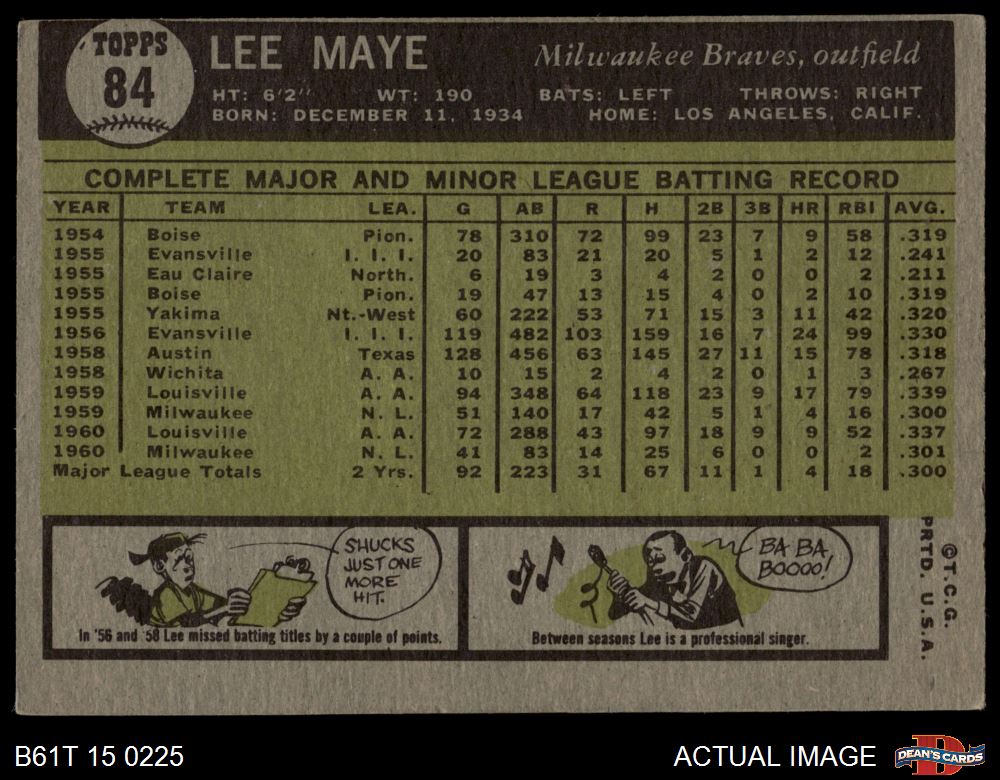 TOPPS
84
LEE MAYE
Milwaukee Braves, outfield
HT: 6'2" WT: 190 BATS: LEFT THROWS: RIGHT
BORN: DECEMBER 11, 1934 HOME: LOS ANGELES, CALIF.
COMPLETE MAJOR AND MINOR LEAGUE BATTING RECORD
YEAR TEAM LEA. G AB R H 2B 3B HR RBI AVG.
1954 Boise Pion. 78 310 72 99 23 7 9 58 .319
1955 Evansville I. I. I. 20 83 21 20 5 1 2 12 .241
1955 Eau Claire North. 6 19 3 4 2 0 0 2 .211
1955 Boise Pion. 19 47 13 15 4 0 2 10 .319
1955 Yakima Nt.-West 60 222 53 71 15 3 11 42 .320
1956 Evansville I. I. I. 119 482 103 159 16 7 24 99 .330
1958 Austin Texas 128 456 63 145 27 11 15 78 .318
1958 Wichita A. A. 10 15 2 4 2 0 1 3 .267
1959 Louisville A. A. 94 348 64 118 23 9 17 79 .339
1959 Milwaukee N. L. 51 140 17 42 5 1 4 16 .300
1960 Louisville A. A. 72 288 43 97 18 9 9 52 .337
1960 Milwaukee N. L. 41 83 14 25 6 0 0 2 .301
Major League Totals 2 Yrs. 92 223 31 67 11 1 4 18 .300
SHUCKS
JUST ONE
MORE
HIT.
In '56 and '58 Lee missed batting titles by a couple of points.
BA BA
BOOOO!
Between seasons Lee is a professional singer.
©T.C.G.
PRTD. U.S.A.
B61T 15 0225
ACTUAL IMAGE
D
DEAN'S CARDS